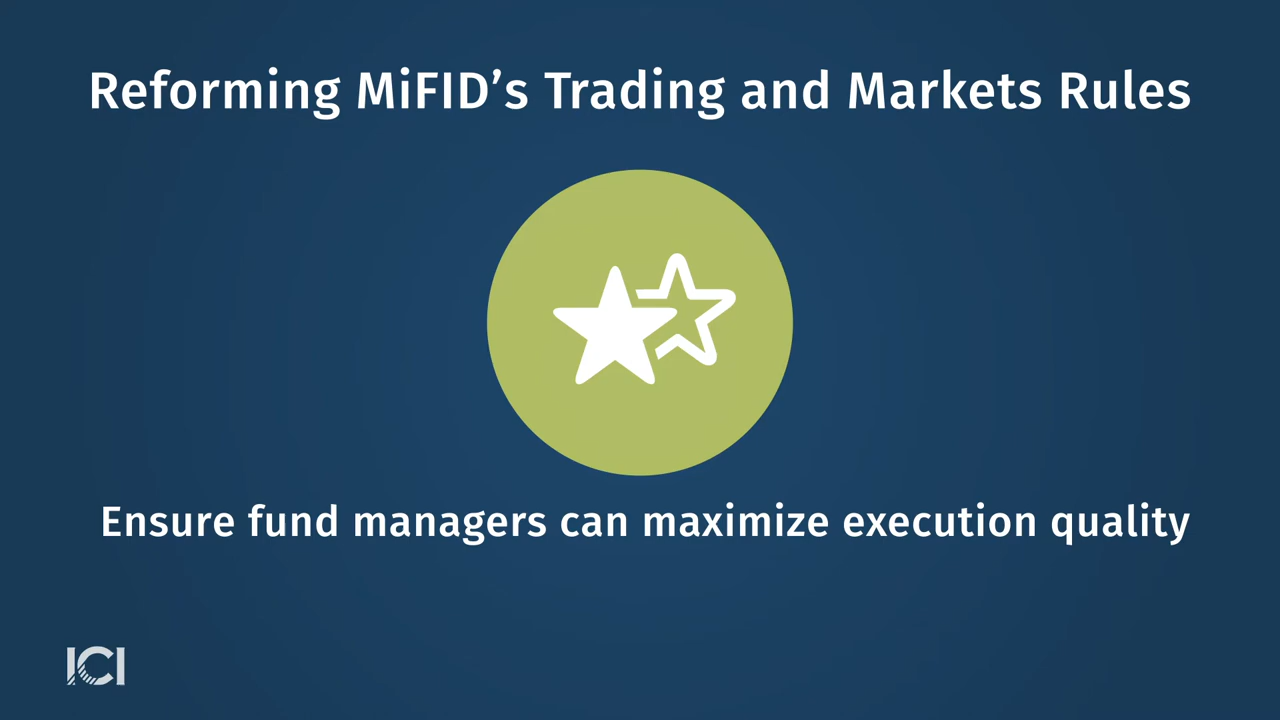 Reforming MiFID’s Trading and Markets Rules
Ensure fund managers can maximize execution quality
ICI